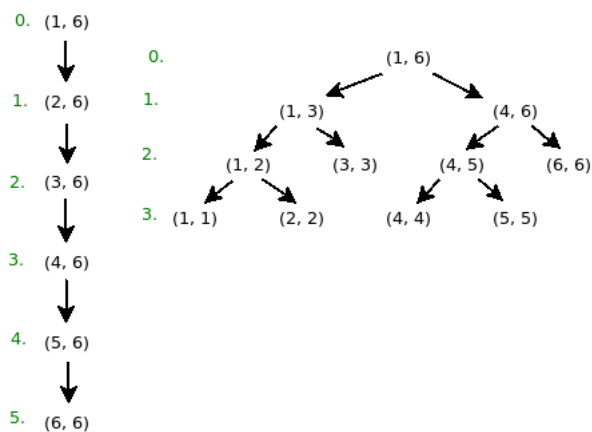 0. (1, 6)
1. (2, 6)
2. (3, 6)
3. (4, 6)
4. (5, 6)
5. (6, 6)
0. (1, 6)
1. (1, 3) (4, 6)
2. (1, 2) (3, 3) (4, 5) (6, 6)
3. (1, 1) (2, 2) (4, 4) (5, 5)